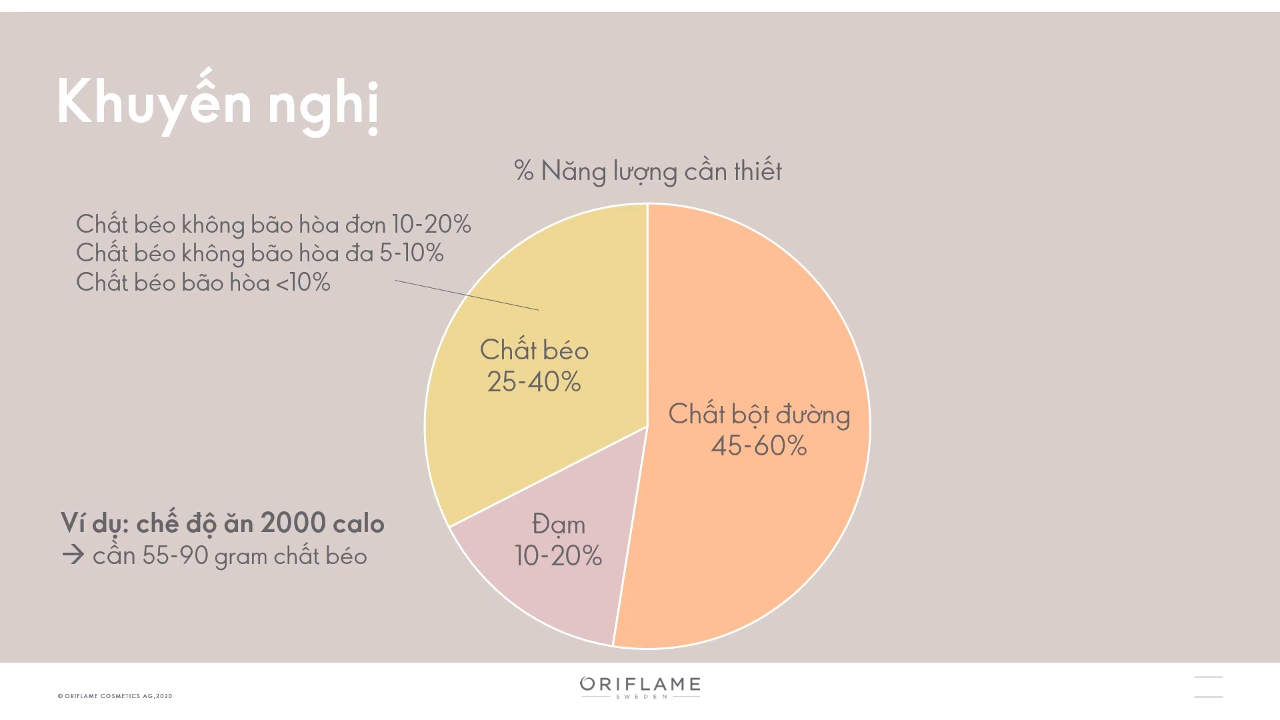 Khuyến nghị
% Năng lượng cần thiết
Chất béo không bão hòa đơn 10-20%
Chất béo không bão hòa đa 5-10%
Chất béo bão hòa <10%
Chất béo
25-40%
Chất bột đường
45-60%
Đạm
10-20%
Ví dụ: chế độ ăn 2000 calo
→ cần 55-90 gram chất béo
© ORIFLAME COSMETICS AG,2020
ORIFLAME
SWEDEN